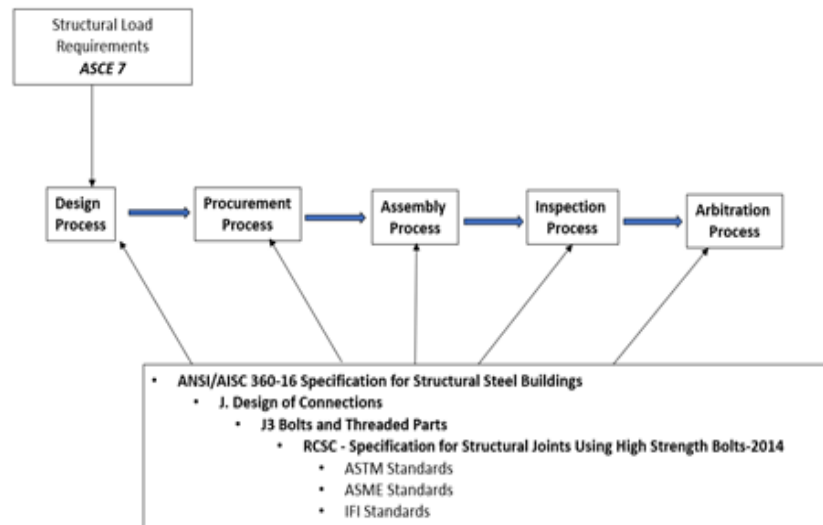 Structural Load
Requirements
ASCE 7
Design
Process
Procurement
Process
Assembly
Process
Inspection
Process
Arbitration
Process
• ANSI/AISC 360-16 Specification for Structural Steel Buildings
• J. Design of Connections
• J3 Bolts and Threaded Parts
• RCSC - Specification for Structural Joints Using High Strength Bolts-2014
• ASTM Standards
• ASME Standards
• IFI Standards